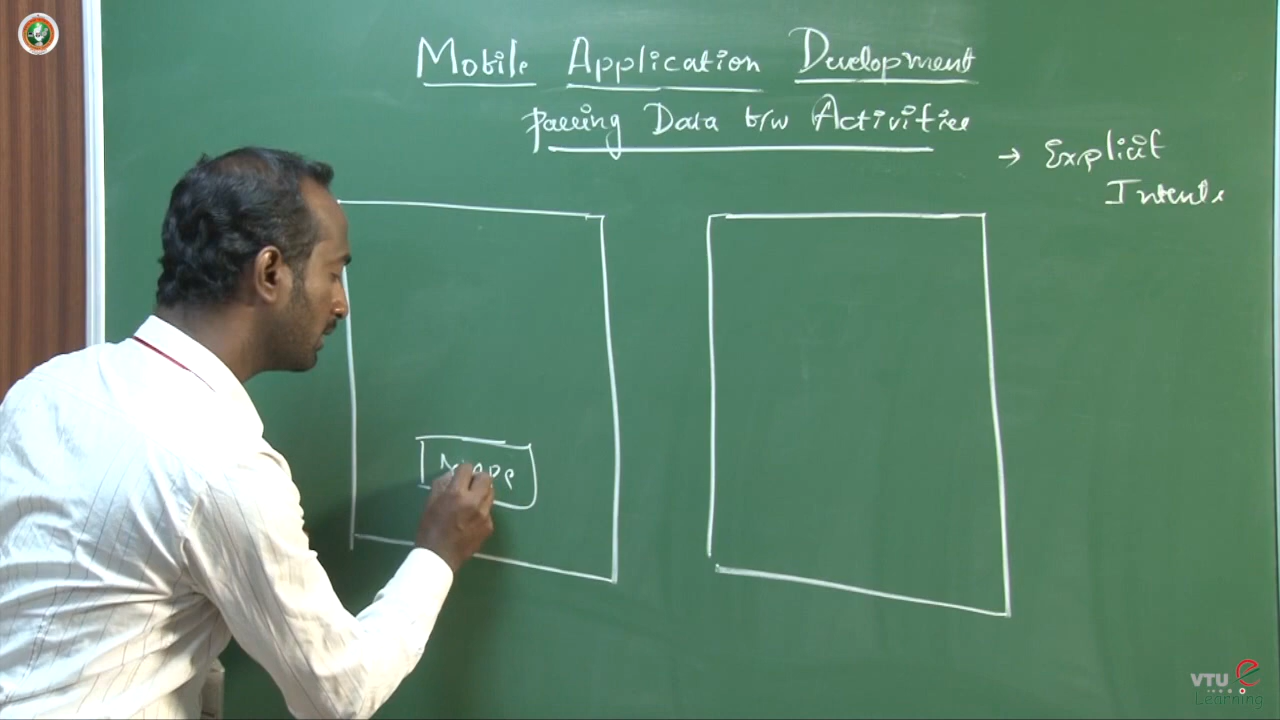 Mobile Application Development
Passing Data b/w Activities
→ Explicit
Intents
VTU e
Learning